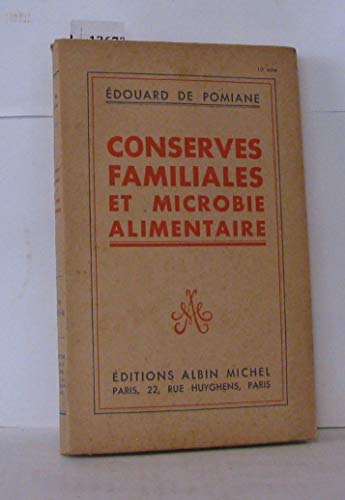 ÉDOUARD DE POMIANE
CONSERVES
FAMILIALES
ET MICROBIE
ALIMENTAIRE
ÉDITIONS ALBIN MICHEL
PARIS, 22, RUE HUYGHENS, PARIS